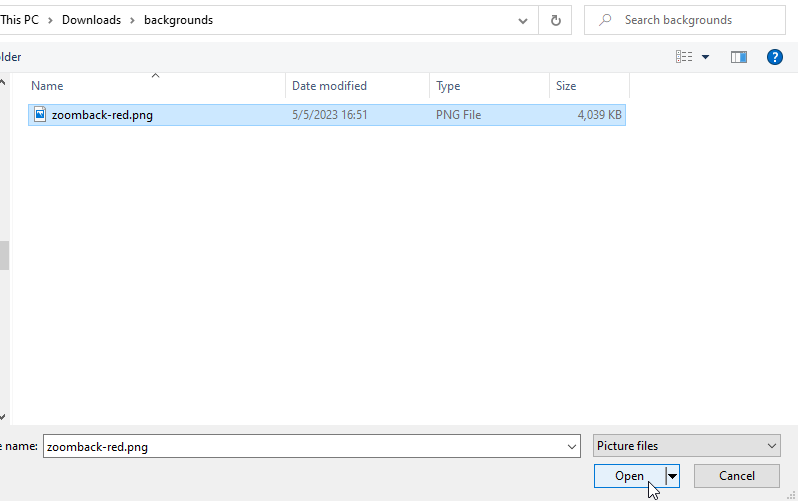 This PC > Downloads > backgrounds
Search backgrounds
older
Name Date modified Type Size
zoomback-red.png 5/5/2023 16:51 PNG File 4,039 KB
e name: zoomback-red.png Picture files
Open Cancel